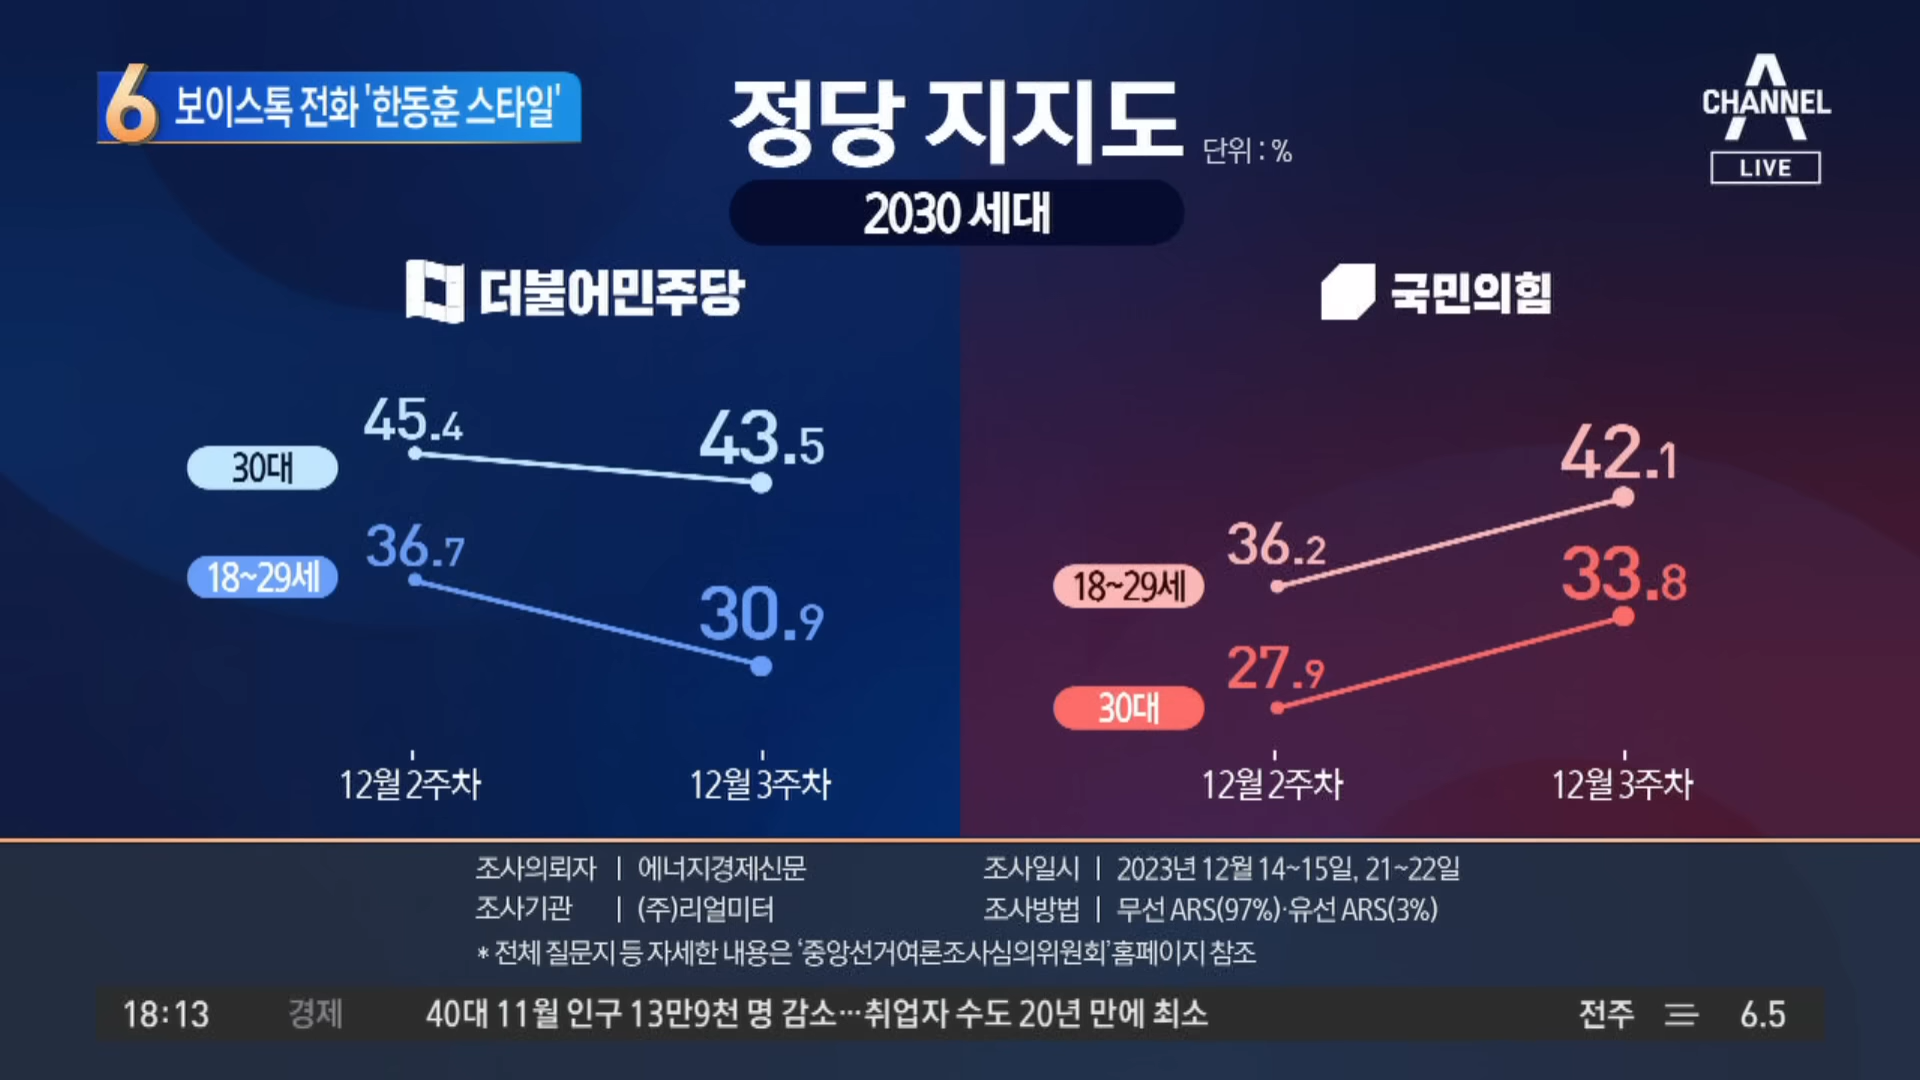 6 보이스톡 전화 '한동훈 스타일'
정당 지지도 단위 : %
2030 세대
CHANNEL A
LIVE
더불어민주당
30대
45.4
43.5
18~29세
36.7
30.9
12월 2주차
12월 3주차
국민의힘
18~29세
36.2
42.1
30대
27.9
33.8
12월 2주차
12월 3주차
조사의뢰자 | 에너지경제신문
조사일시 | 2023년 12월 14~15일, 21~22일
조사기관 | (주)리얼미터
조사방법 | 무선 ARS(97%)·유선 ARS(3%)
* 전체 질문지 등 자세한 내용은 '중앙선거여론조사심의위원회' 홈페이지 참조
18:13 경제 40대 11월 인구 13만9천 명 감소…취업자 수도 20년 만에 최소 전주 6.5